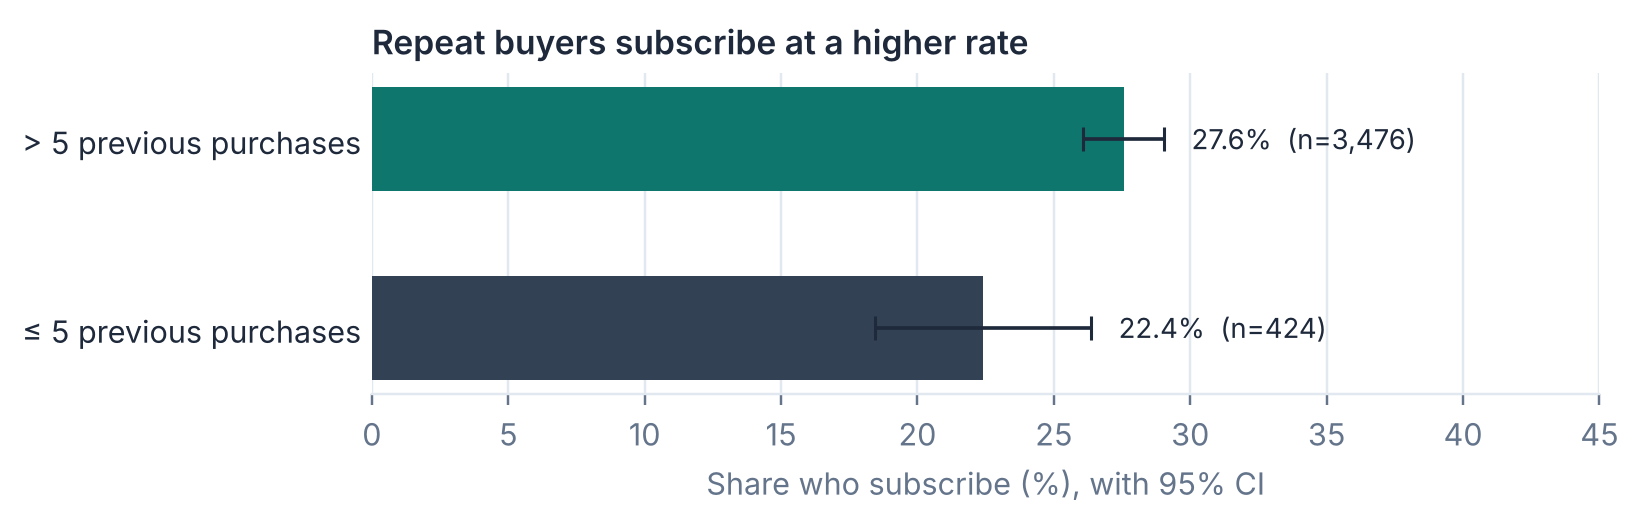 Repeat buyers subscribe at a higher rate
> 5 previous purchases
27.6% (n=3,476)
≤ 5 previous purchases
22.4% (n=424)
0 5 10 15 20 25 30 35 40 45
Share who subscribe (%), with 95% CI